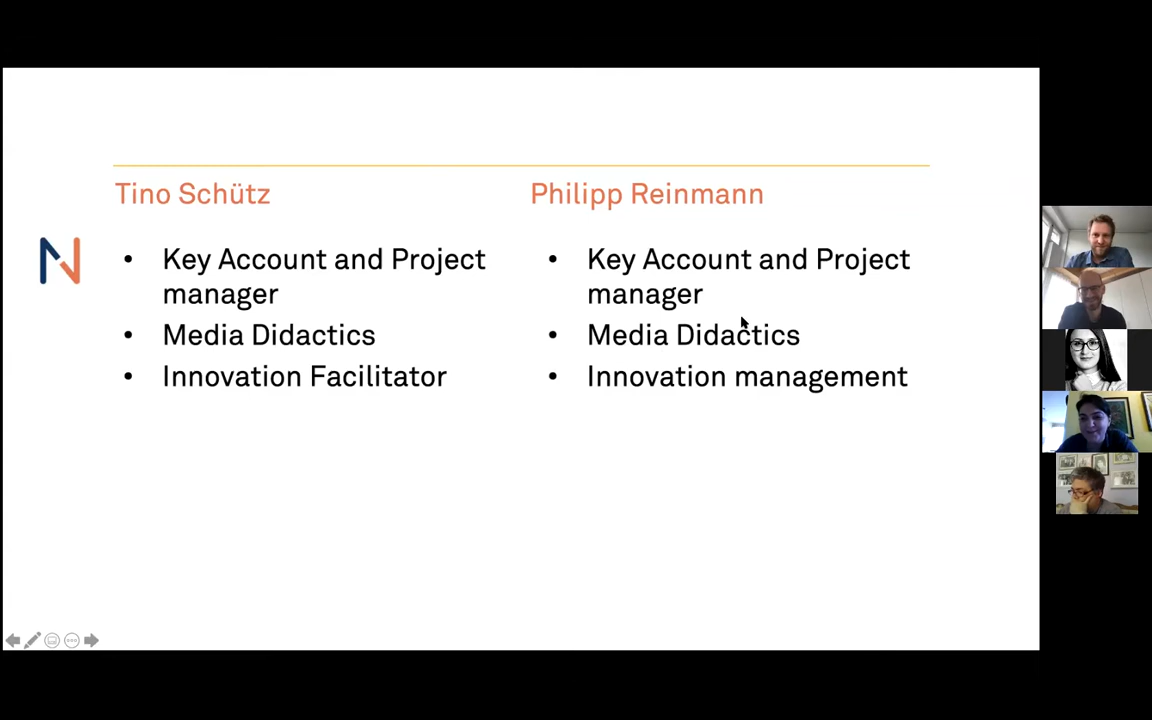 Tino Schütz
Key Account and Project
manager
Media Didactics
Innovation Facilitator
Philipp Reinmann
Key Account and Project
manager
Media Didactics
Innovation management